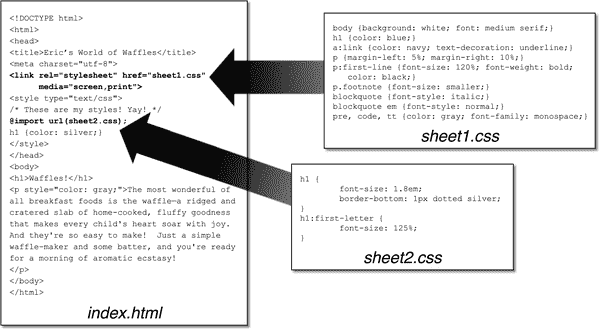 <!DOCTYPE html>
<html>
<head>
<title>Eric's World of Waffles</title>
<meta charset="utf-8">
<link rel="stylesheet" href="sheet1.css"
media="screen,print">
<style type="text/css">
/* These are my styles! Yay! */
@import url(sheet2.css);
h1 {color: silver;}
</style>
</head>
<body>
<h1>Waffles!</h1>
<p style="color: gray;">The most wonderful of
all breakfast foods is the waffle—a ridged and
cratered slab of home-cooked, fluffy goodness
that makes every child's heart soar with joy.
And they're so easy to make!  Just a simple
waffle-maker and some batter, and you're ready
for a morning of aromatic ecstasy!
</p>
</body>
</html>
index.html
body {background: white; font: medium serif;}
h1 {color: blue;}
a:link {color: navy; text-decoration: underline;}
p {margin-left: 5%; margin-right: 10%;}
p:first-line {font-size: 120%; font-weight: bold;
color: black;}
p.footnote {font-size: smaller;}
blockquote {font-style: italic;}
blockquote em {font-style: normal;}
pre, code, tt {color: gray; font-family: monospace;}
sheet1.css
h1 {
font-size: 1.8em;
border-bottom: 1px dotted silver;
}
h1:first-letter {
font-size: 125%;
}
sheet2.css